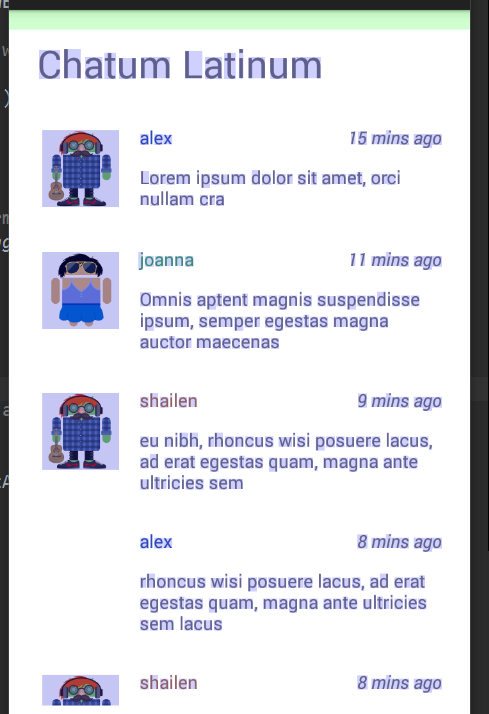 Chatum Latinum
alex 15 mins ago
Lorem ipsum dolor sit amet, orci
nullam cra
joanna 11 mins ago
Omnis aptent magnis suspendisse
ipsum, semper egestas magna
auctor maecenas
shailen 9 mins ago
eu nibh, rhoncus wisi posuere lacus,
ad erat egestas quam, magna ante
ultricies sem
alex 8 mins ago
rhoncus wisi posuere lacus, ad erat
egestas quam, magna ante ultricies
sem lacus
shailen 8 mins ago